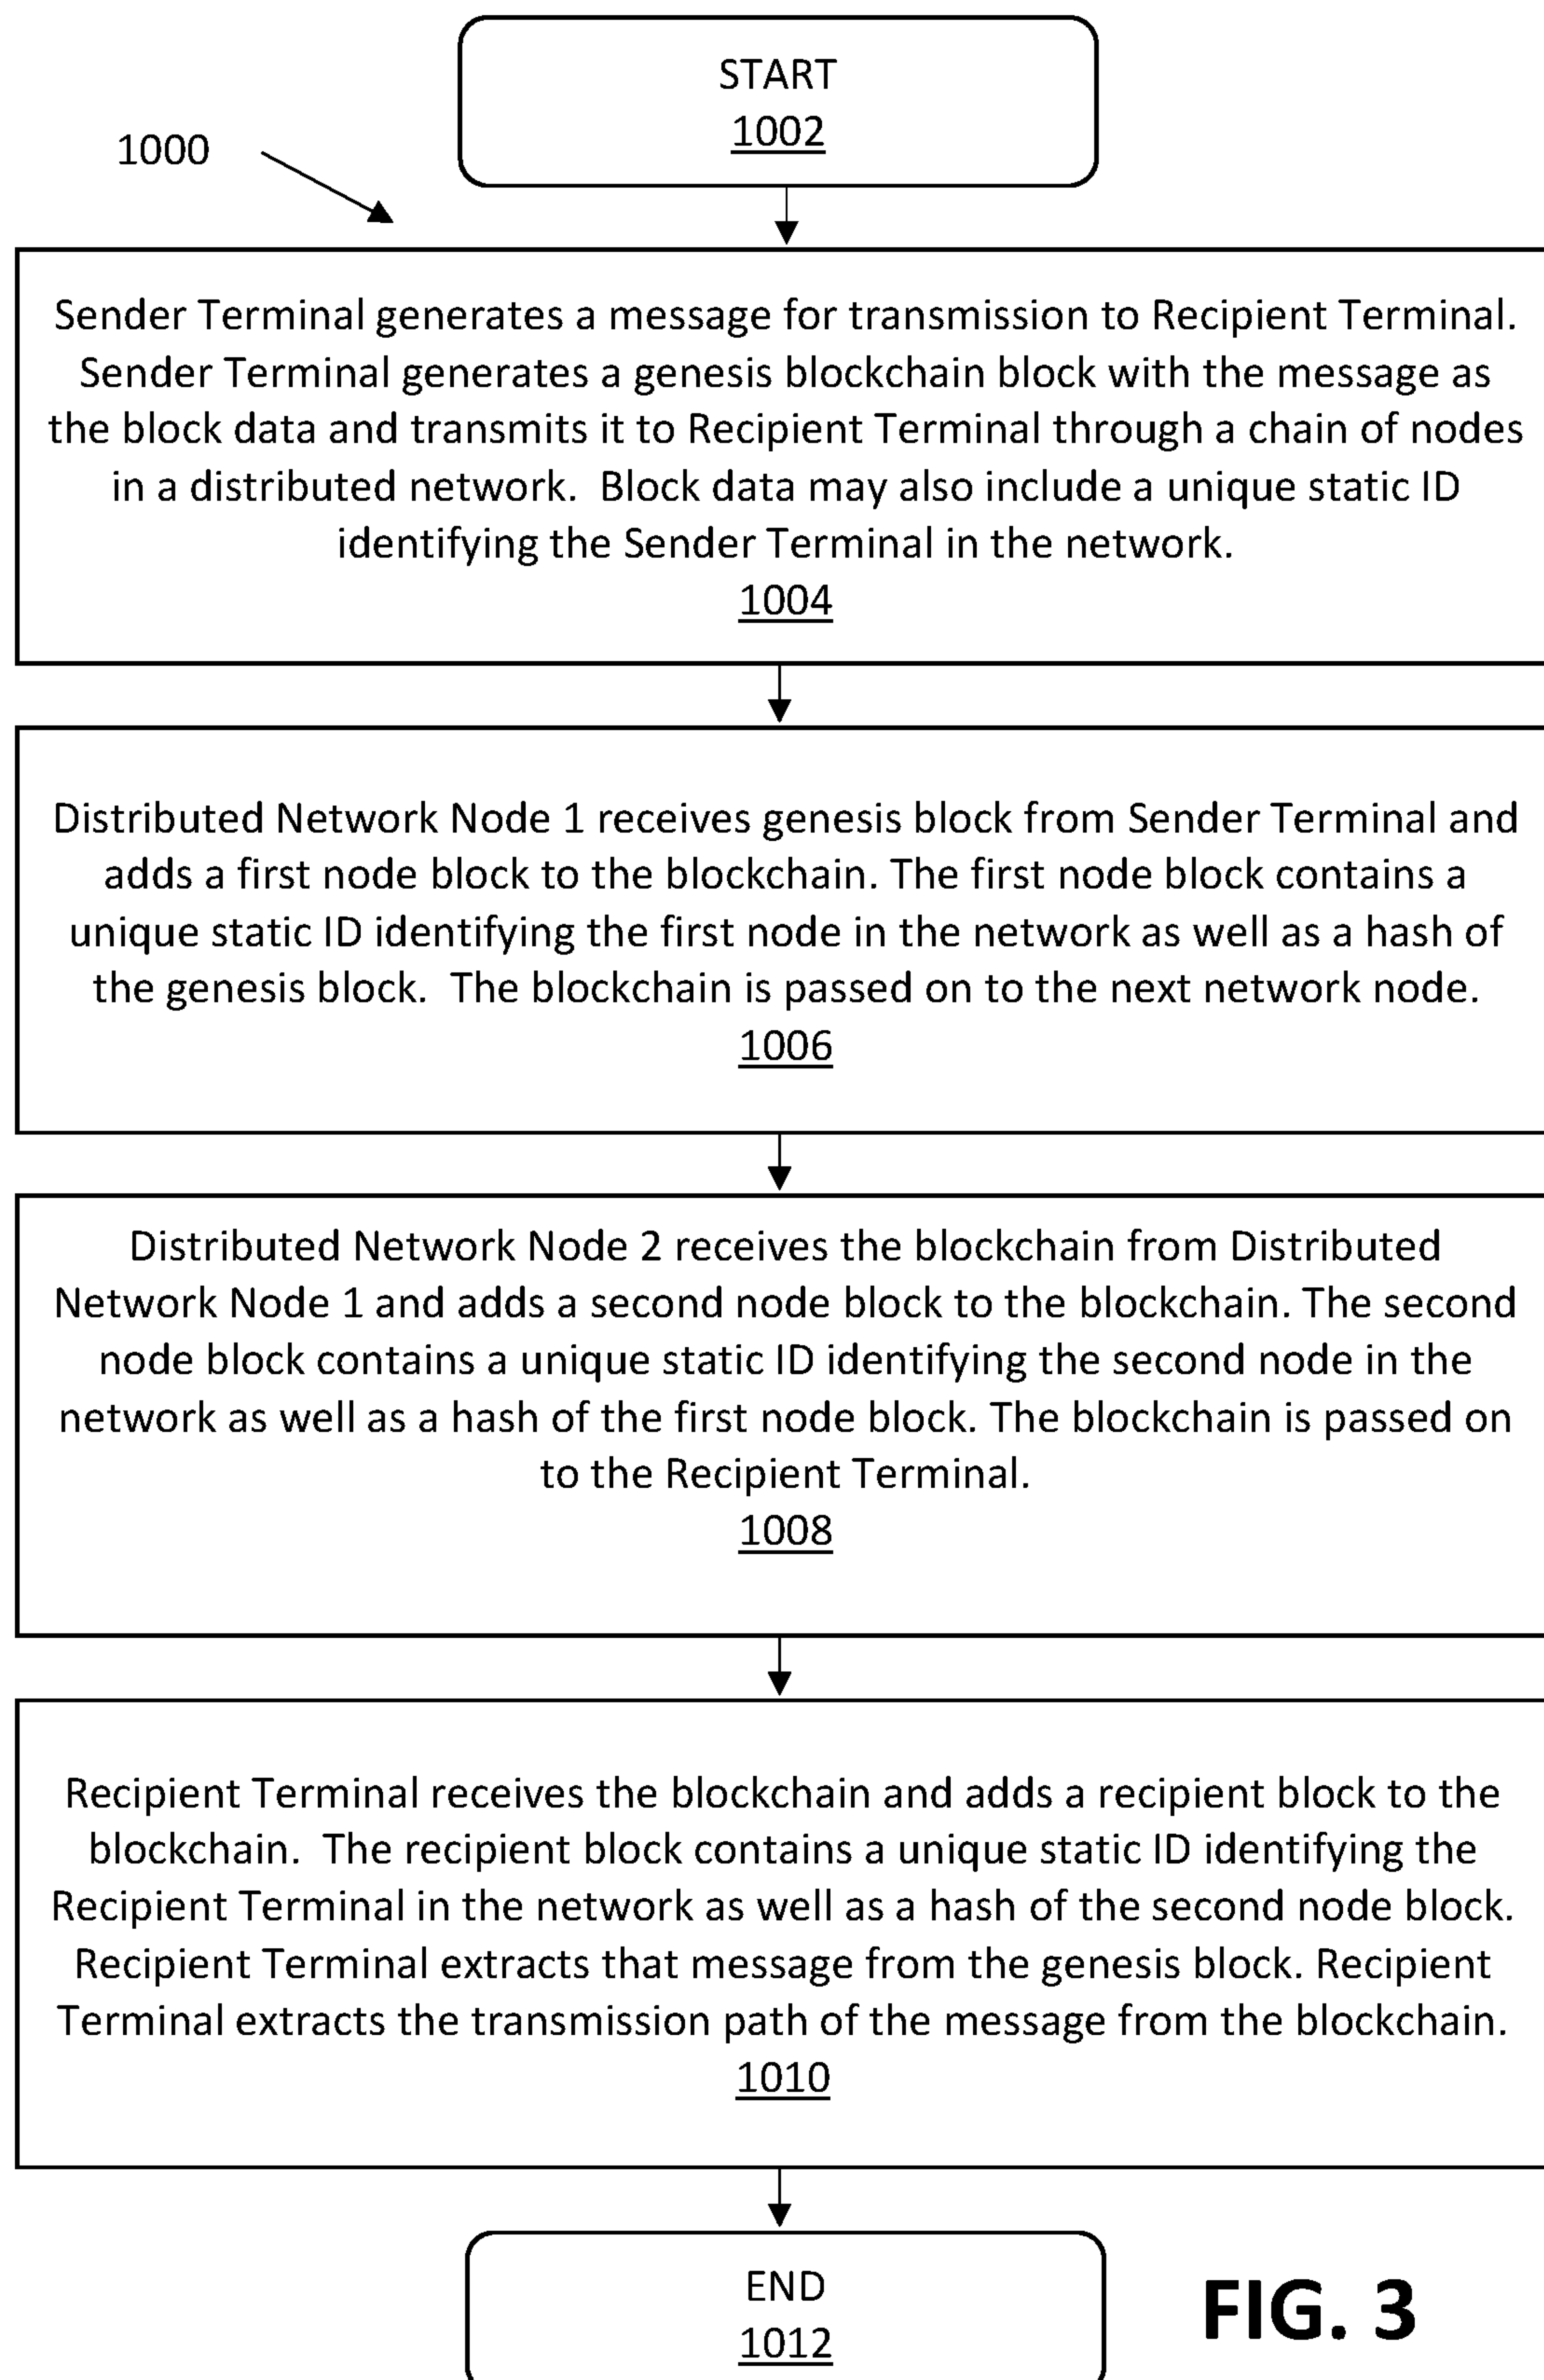 START
1002
1000
Sender Terminal generates a message for transmission to Recipient Terminal.
Sender Terminal generates a genesis blockchain block with the message as
the block data and transmits it to Recipient Terminal through a chain of nodes
in a distributed network.  Block data may also include a unique static ID
identifying the Sender Terminal in the network.
1004
Distributed Network Node 1 receives genesis block from Sender Terminal and
adds a first node block to the blockchain. The first node block contains a
unique static ID identifying the first node in the network as well as a hash of
the genesis block.  The blockchain is passed on to the next network node.
1006
Distributed Network Node 2 receives the blockchain from Distributed
Network Node 1 and adds a second node block to the blockchain. The second
node block contains a unique static ID identifying the second node in the
network as well as a hash of the first node block. The blockchain is passed on
to the Recipient Terminal.
1008
Recipient Terminal receives the blockchain and adds a recipient block to the
blockchain.  The recipient block contains a unique static ID identifying the
Recipient Terminal in the network as well as a hash of the second node block.
Recipient Terminal extracts that message from the genesis block. Recipient
Terminal extracts the transmission path of the message from the blockchain.
1010
END
1012
FIG. 3